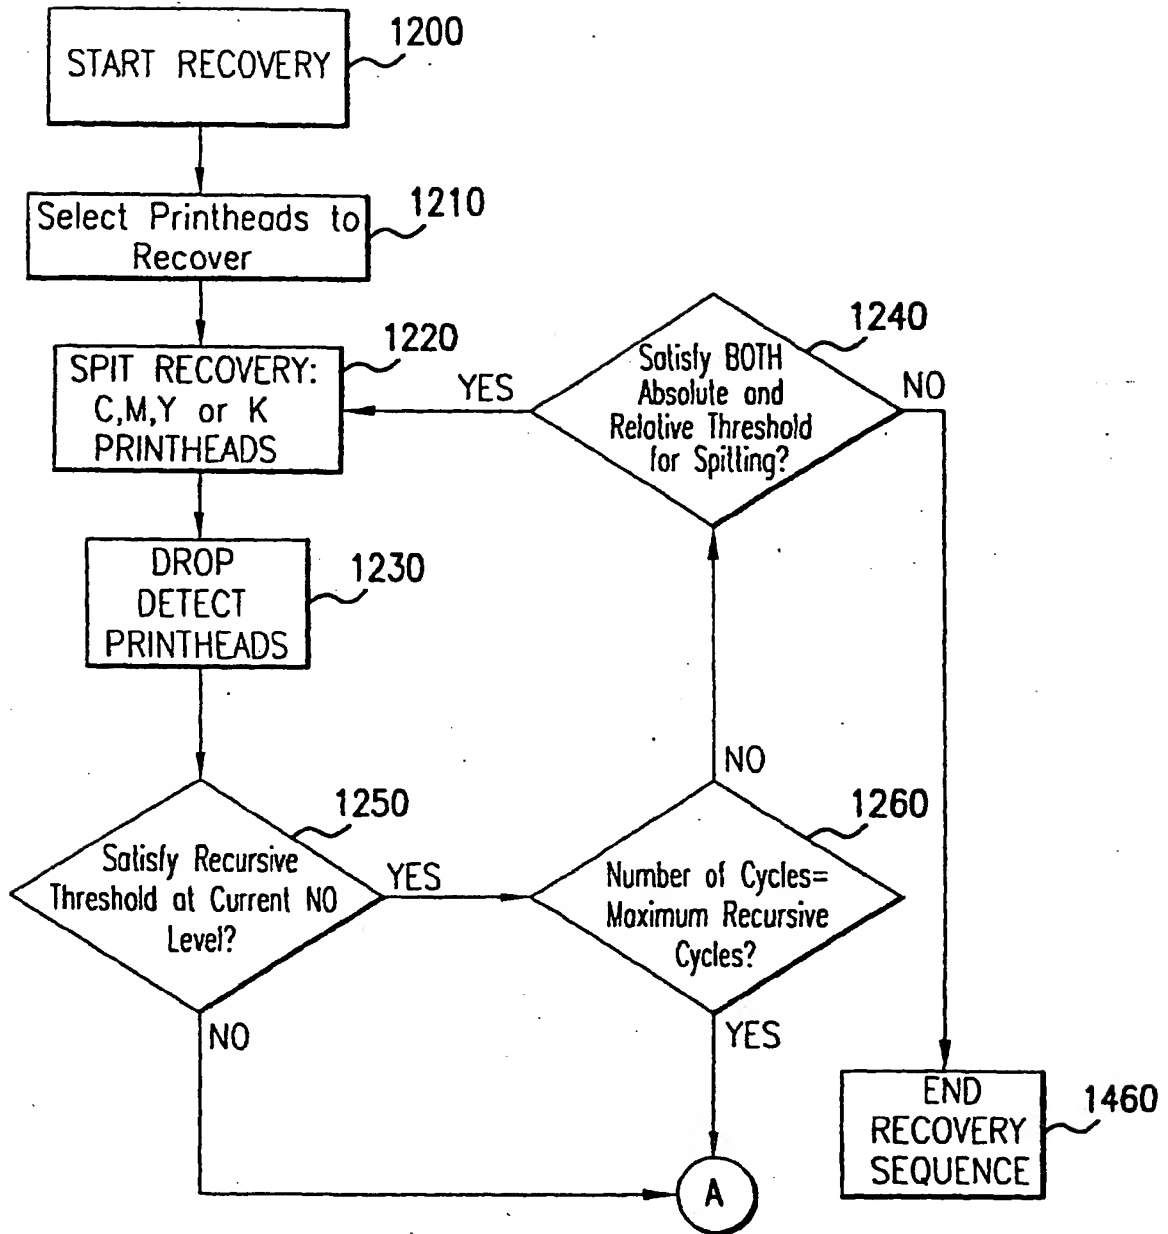 START RECOVERY
1200
Select Printheads to
Recover
1210
SPIT RECOVERY:
C,M,Y or K
PRINTHEADS
1220
YES
Satisfy BOTH
Absolute and
Relative Threshold
for Spitting?
1240
NO
DROP
DETECT
PRINTHEADS
1230
NO
Satisfy Recursive
Threshold at Current NO
Level?
1250
YES
Number of Cycles=
Maximum Recursive
Cycles?
1260
NO
YES
A
END
RECOVERY
SEQUENCE
1460